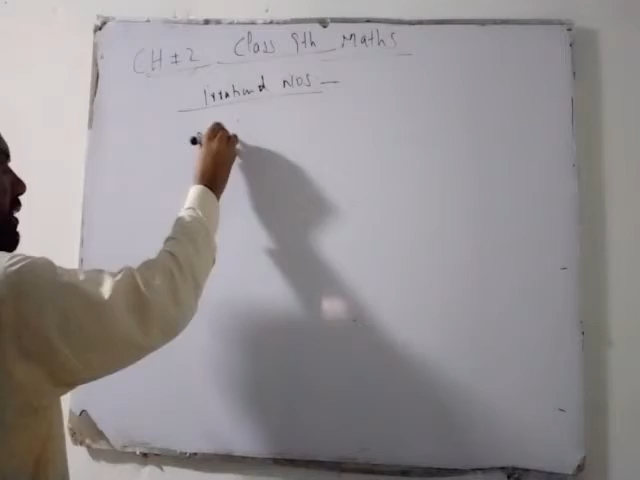 CH # 2 Class 9th Maths
Irrational NOS —